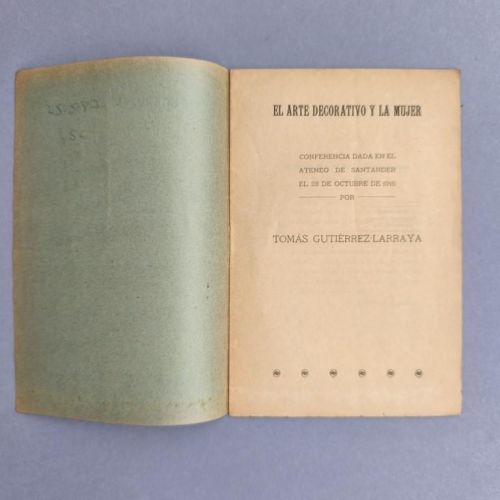 EL ARTE DECORATIVO Y LA MUJER
CONFERENCIA DADA EN EL
ATENEO DE SANTANDER
EL 28 DE OCTUBRE DE
POR
TOMÁS GUTIÉRREZ-LARRAYA